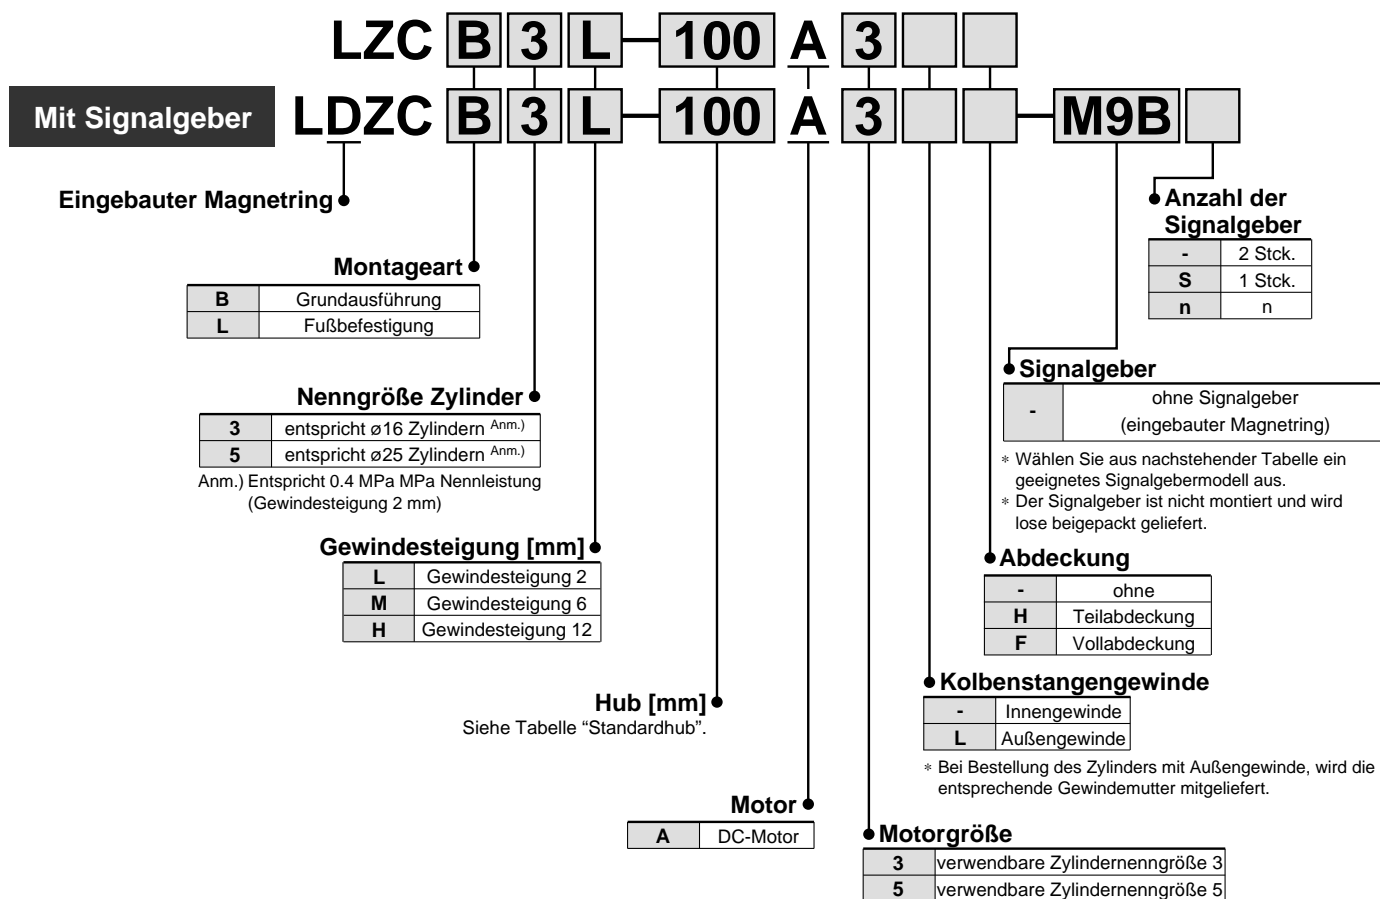 LZC B 3 L 100 A 3
Mit Signalgeber LDZC B 3 L 100 A 3 M9B
Eingebauter Magnetring
Anzahl der
Signalgeber
- 2 Stck.
S 1 Stck.
n n
Montageart
B Grundausführung
L Fußbefestigung
Signalgeber
- ohne Signalgeber
(eingebauter Magnetring)
∗ Wählen Sie aus nachstehender Tabelle ein
geeignetes Signalgebermodell aus.
∗ Der Signalgeber ist nicht montiert und wird
lose beigepackt geliefert.
Nenngröße Zylinder
3 entspricht ø16 Zylindern Anm.)
5 entspricht ø25 Zylindern Anm.)
Anm.) Entspricht 0.4 MPa MPa Nennleistung
(Gewindesteigung 2 mm)
Gewindesteigung [mm]
L Gewindesteigung 2
M Gewindesteigung 6
H Gewindesteigung 12
Abdeckung
- ohne
H Teilabdeckung
F Vollabdeckung
Hub [mm]
Siehe Tabelle “Standardhub”.
Kolbenstangengewinde
- Innengewinde
L Außengewinde
∗ Bei Bestellung des Zylinders mit Außengewinde, wird die
entsprechende Gewindemutter mitgeliefert.
Motor
A DC-Motor
Motorgröße
3 verwendbare Zylindernenngröße 3
5 verwendbare Zylindernenngröße 5